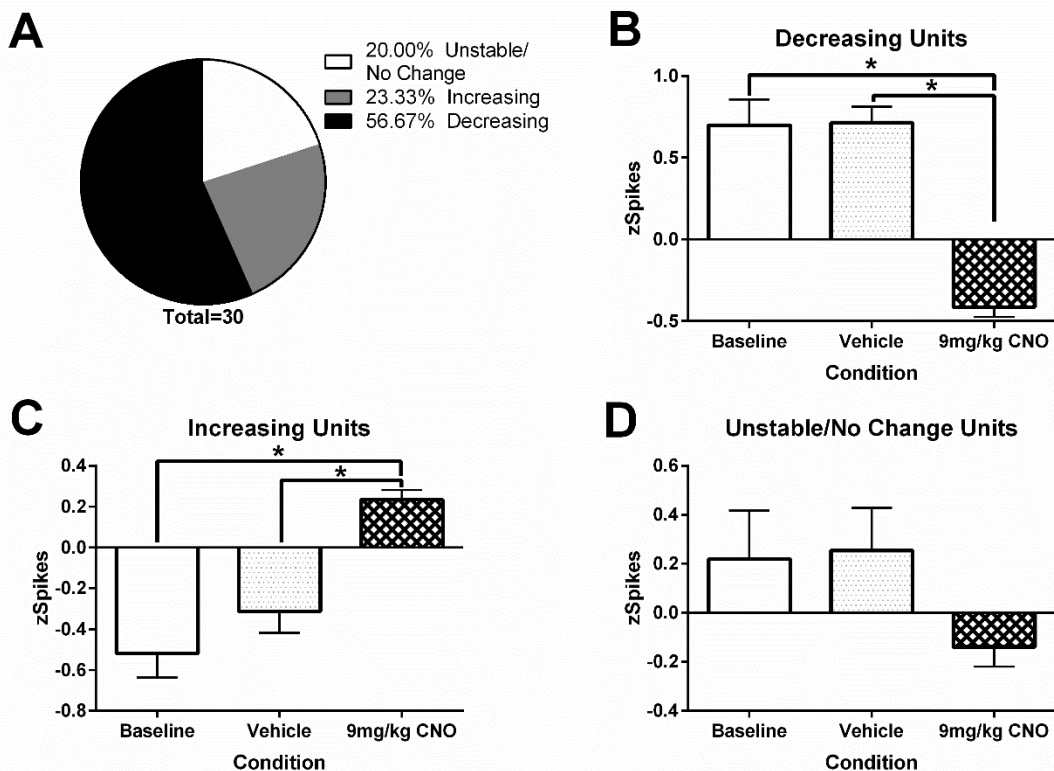 A
20.00% Unstable/
No Change
23.33% Increasing
56.67% Decreasing
Total=30
B
Decreasing Units
*
*
1.0
0.5
0.0
-0.5
zSpikes
Baseline Vehicle 9mg/kg CNO
Condition
C
Increasing Units
*
*
0.4
0.2
0.0
-0.2
-0.4
-0.6
-0.8
zSpikes
Baseline Vehicle 9mg/kg CNO
Condition
D
Unstable/No Change Units
0.6
0.4
0.2
0.0
-0.2
-0.4
zSpikes
Baseline Vehicle 9mg/kg CNO
Condition